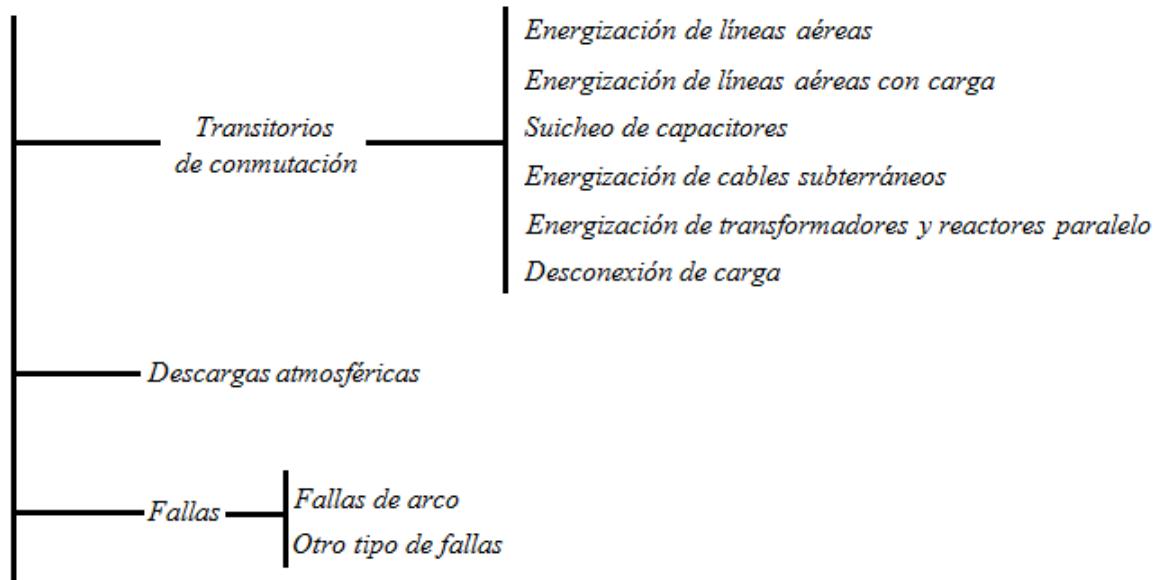 Energización de líneas aéreas
Energización de líneas aéreas con carga
Transitorios
de conmutación
Suicheo de capacitores
Energización de cables subterráneos
Energización de transformadores y reactores paralelo
Desconexión de carga
Descargas atmosféricas
Fallas
Fallas de arco
Otro tipo de fallas